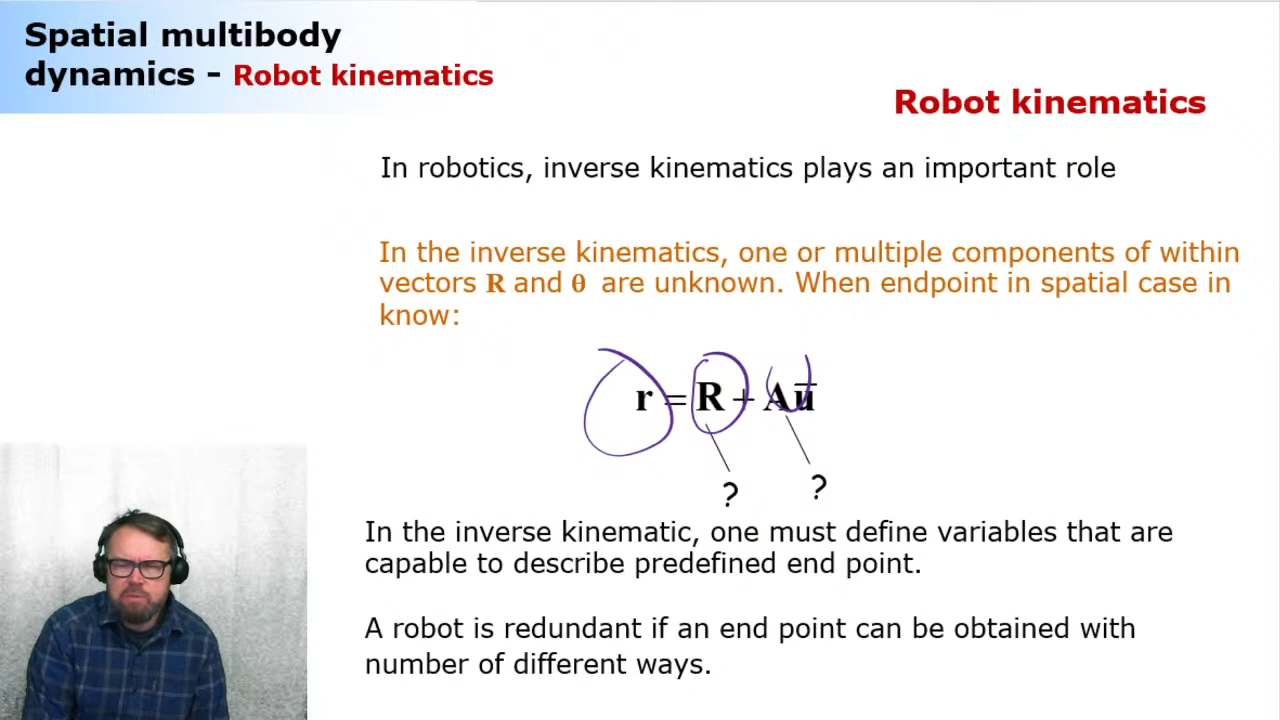 Spatial multibody
dynamics - Robot kinematics
Robot kinematics
In robotics, inverse kinematics plays an important role
In the inverse kinematics, one or multiple components of within
vectors R and θ are unknown. When endpoint in spatial case in
know:
r = R + Au̅
? ?
In the inverse kinematic, one must define variables that are
capable to describe predefined end point.
A robot is redundant if an end point can be obtained with
number of different ways.